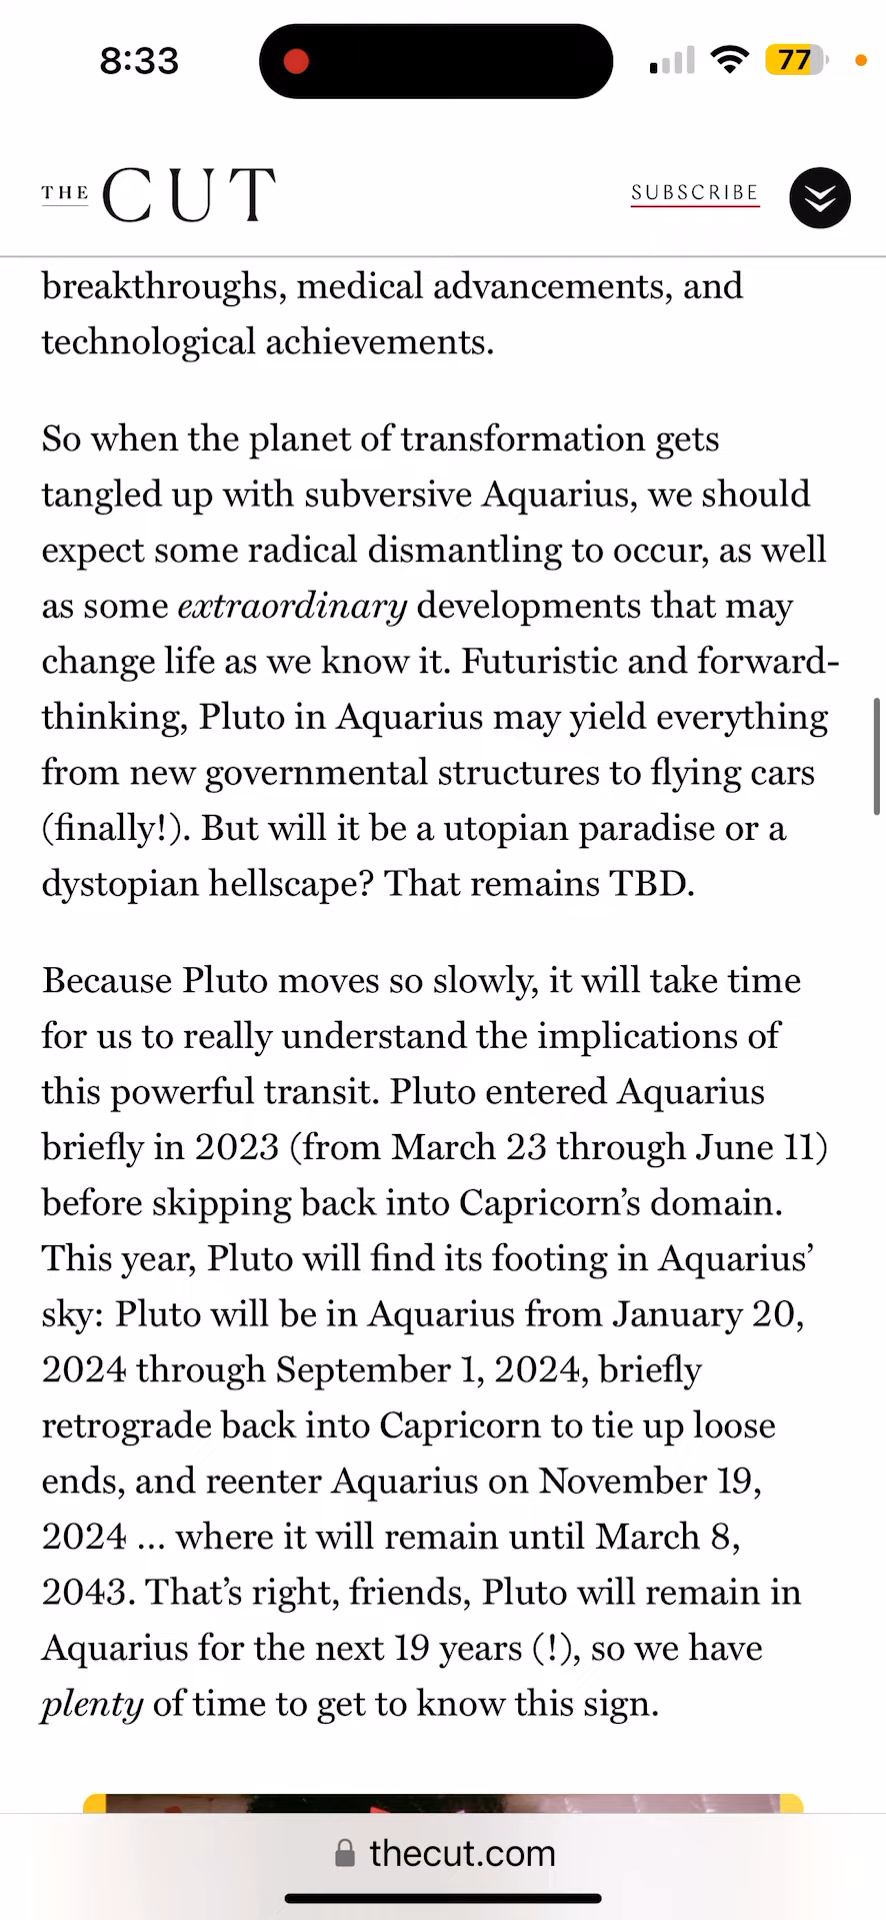 8:33
77
THE CUT
SUBSCRIBE
breakthroughs, medical advancements, and
technological achievements.
So when the planet of transformation gets
tangled up with subversive Aquarius, we should
expect some radical dismantling to occur, as well
as some extraordinary developments that may
change life as we know it. Futuristic and forward-
thinking, Pluto in Aquarius may yield everything
from new governmental structures to flying cars
(finally!). But will it be a utopian paradise or a
dystopian hellscape? That remains TBD.
Because Pluto moves so slowly, it will take time
for us to really understand the implications of
this powerful transit. Pluto entered Aquarius
briefly in 2023 (from March 23 through June 11)
before skipping back into Capricorn’s domain.
This year, Pluto will find its footing in Aquarius’
sky: Pluto will be in Aquarius from January 20,
2024 through September 1, 2024, briefly
retrograde back into Capricorn to tie up loose
ends, and reenter Aquarius on November 19,
2024 … where it will remain until March 8,
2043. That’s right, friends, Pluto will remain in
Aquarius for the next 19 years (!), so we have
plenty of time to get to know this sign.
thecut.com